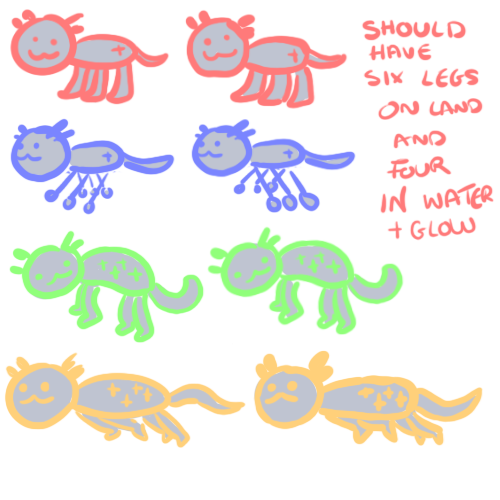 SHOULD
HAVE
SIX LEGS
ON LAND
AND
FOUR
IN WATER
+ GLOW